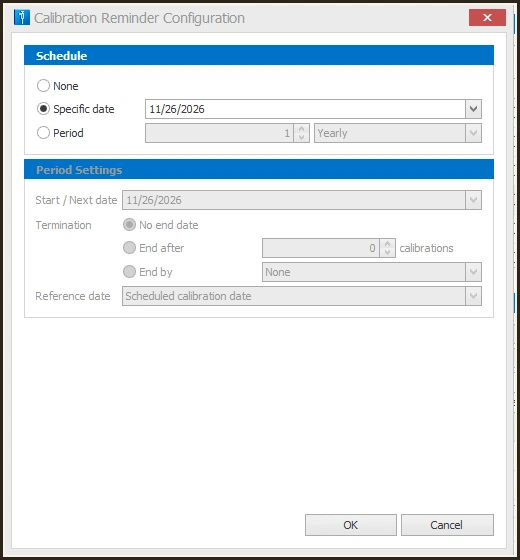 Calibration Reminder Configuration
Schedule
None
Specific date 11/26/2026
Period 1 Yearly
Period Settings
Start / Next date 11/26/2026
Termination No end date
End after 0 calibrations
End by None
Reference date Scheduled calibration date
OK Cancel